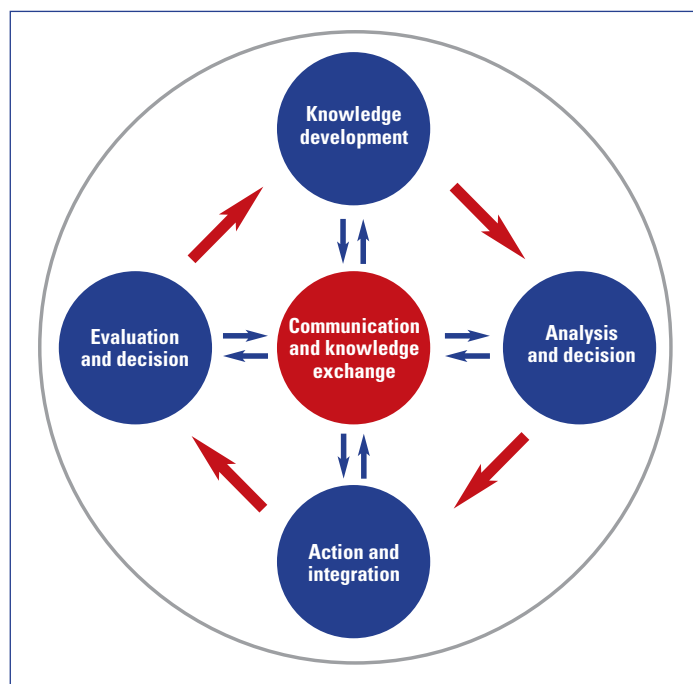 Knowledge
development
Evaluation
and decision
Communication
and knowledge
exchange
Analysis
and decision
Action and
integration